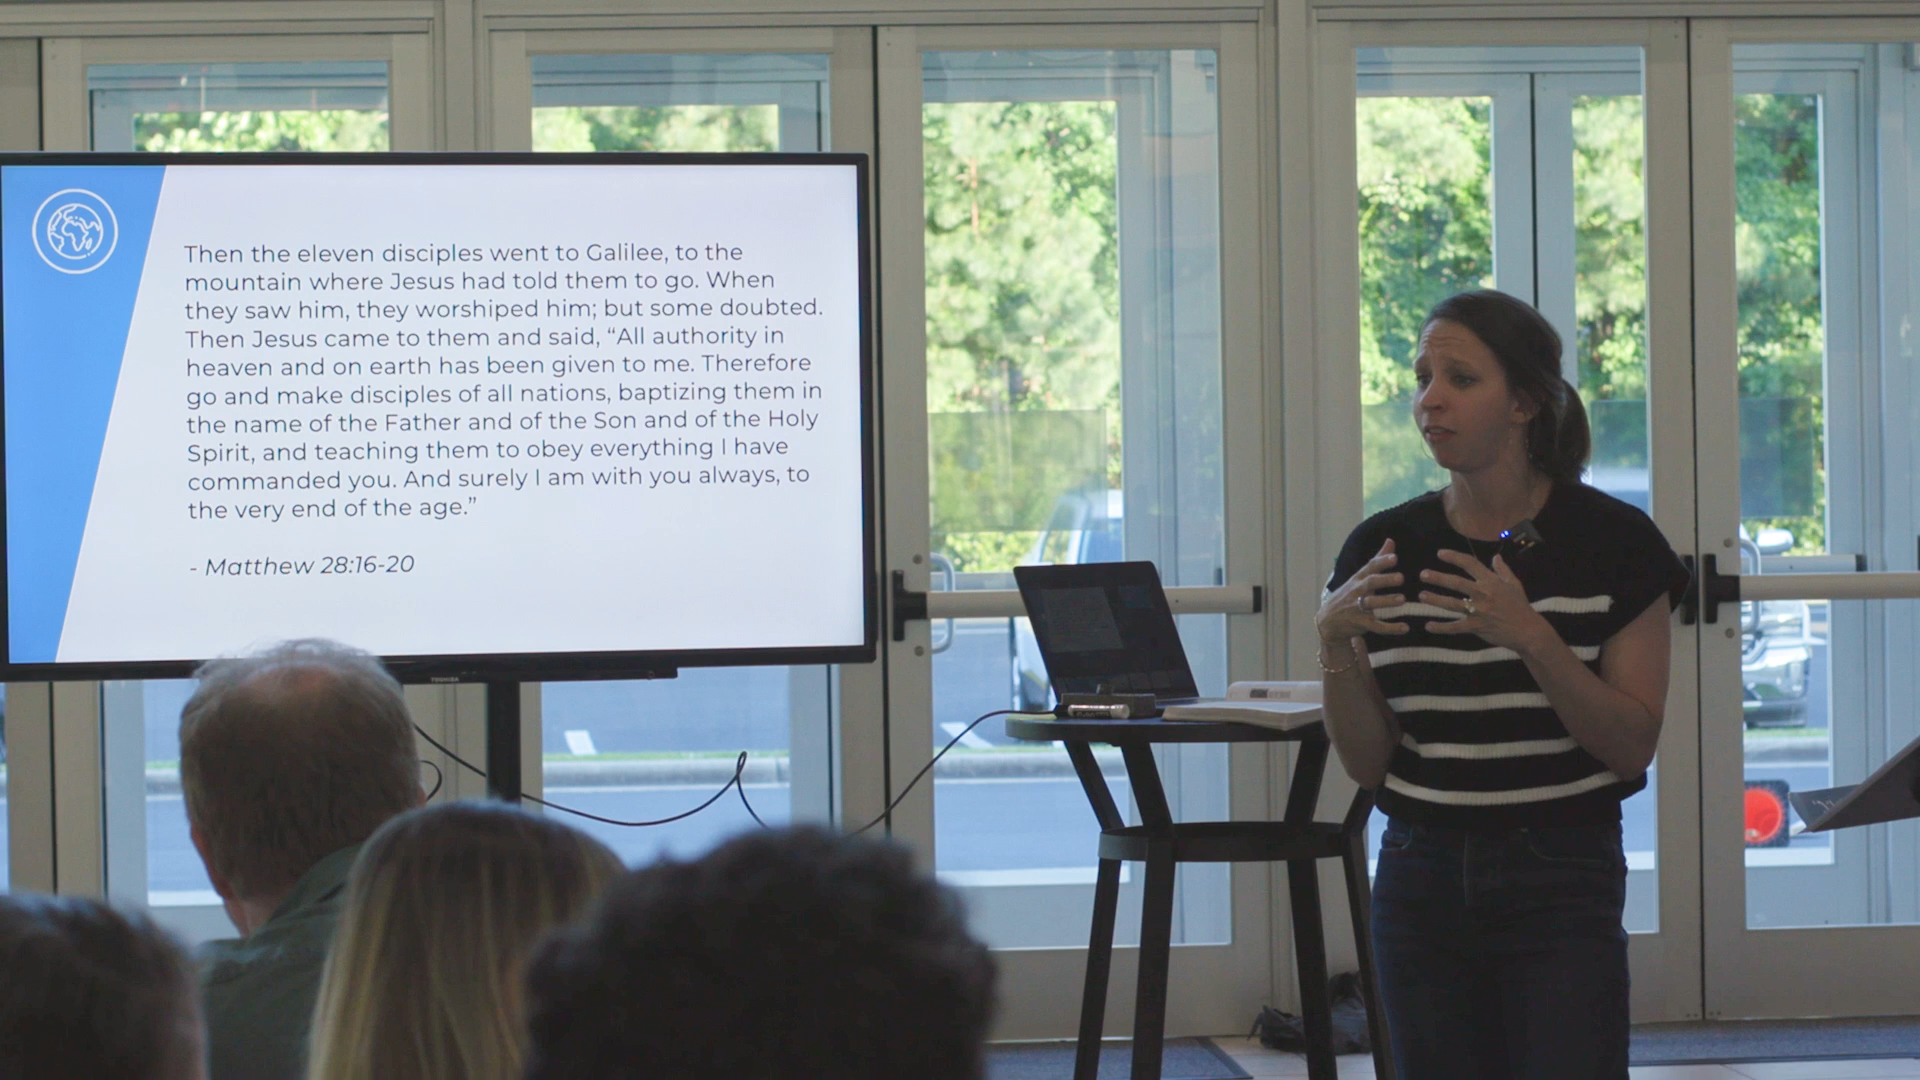 Then the eleven disciples went to Galilee, to the
mountain where Jesus had told them to go. When
they saw him, they worshiped him; but some doubted.
Then Jesus came to them and said, “All authority in
heaven and on earth has been given to me. Therefore
go and make disciples of all nations, baptizing them in
the name of the Father and of the Son and of the Holy
Spirit, and teaching them to obey everything I have
commanded you. And surely I am with you always, to
the very end of the age.”
- Matthew 28:16-20
TOSHIBA